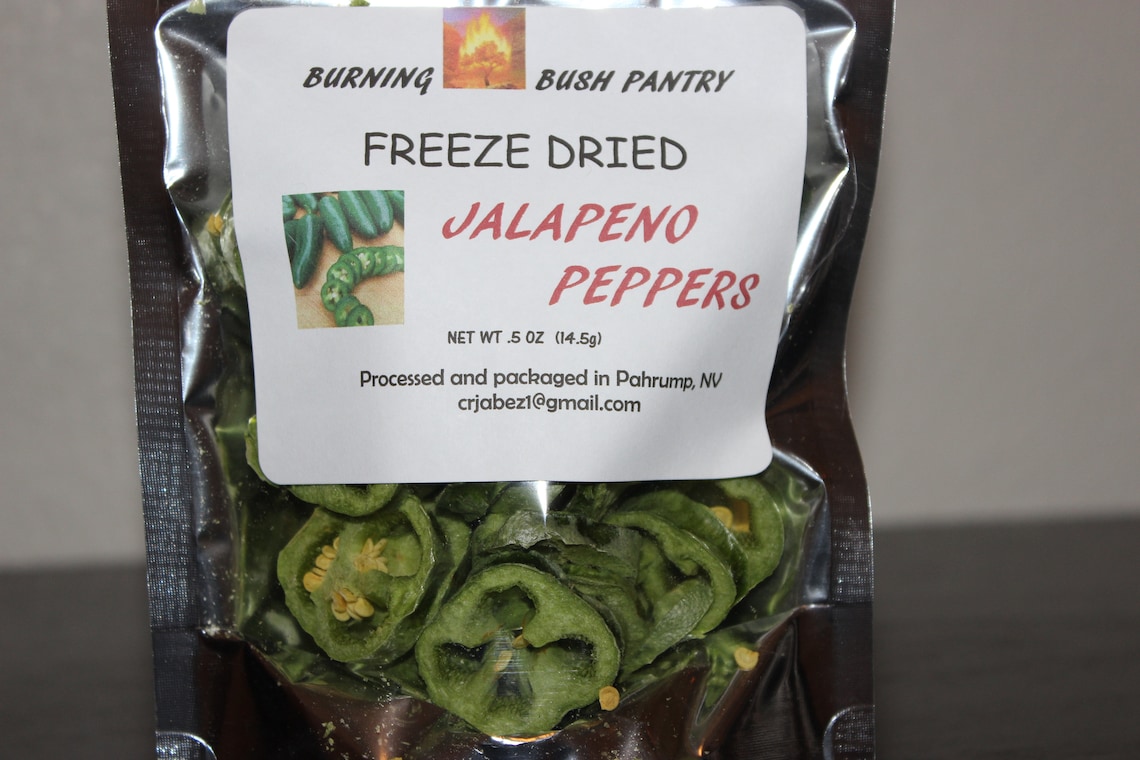 BURNING BUSH PANTRY
FREEZE DRIED
JALAPENO
PEPPERS
NET WT .5 OZ (14.5g)
Processed and packaged in Pahrump, NV
crjabez1@gmail.com